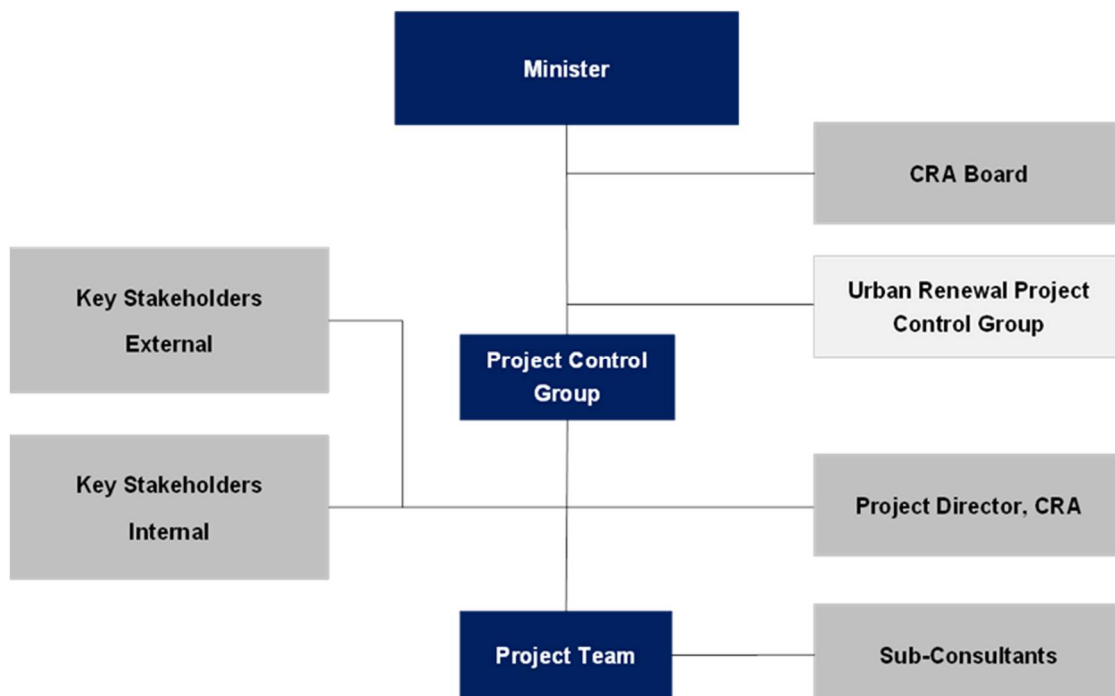 Minister
CRA Board
Urban Renewal Project
Control Group
Key Stakeholders
External
Project Control
Group
Key Stakeholders
Internal
Project Director, CRA
Project Team
Sub-Consultants